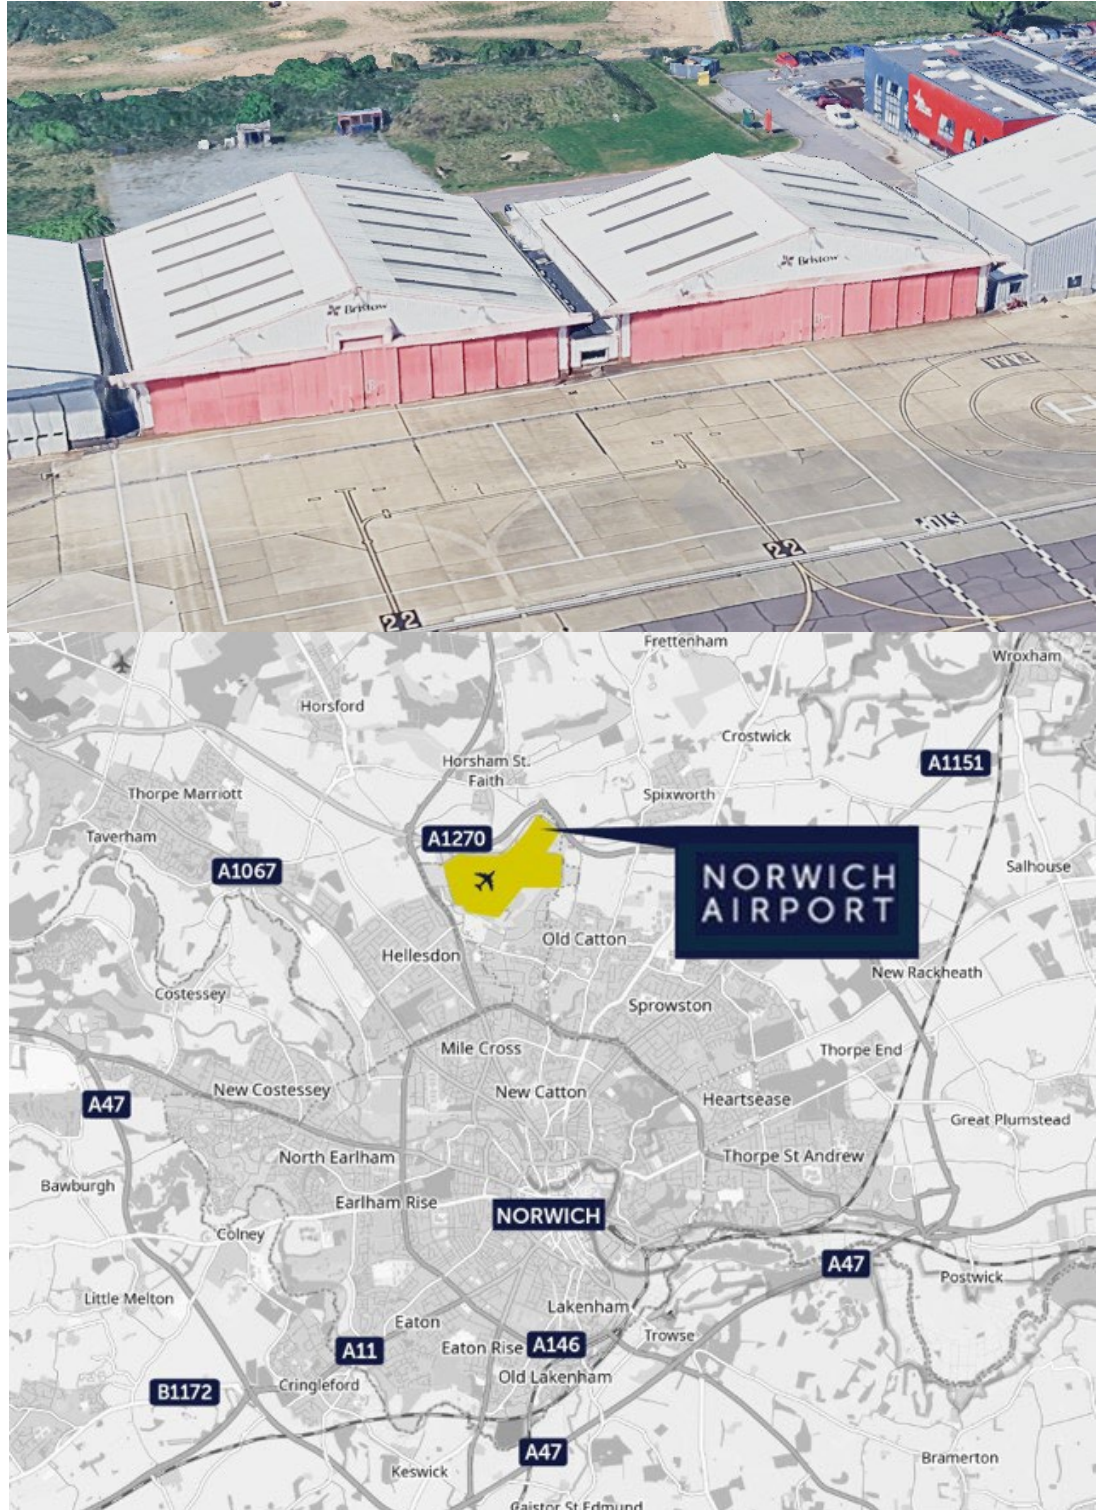 Bristow
Bristow
H
22
22
Frettenham
Wroxham
Horsford
Crostwick
A1151
Horsham St.
Faith
Thorpe Marriott
Spixworth
Taverham
A1270
A1067
Salhouse
NORWICH
AIRPORT
Old Catton
Hellesdon
New Rackheath
Costessey
Sprowston
Mile Cross
Thorpe End
New Costessey
New Catton
A47
Heartsease
Great Plumstead
North Earlham
Thorpe St Andrew
Bawburgh
Earlham Rise
NORWICH
Colney
A47
Postwick
Little Melton
Lakenham
Eaton
Trowse
A11
Eaton Rise
A146
Old Lakenham
Cringleford
B1172
A47
Keswick
Bramerton
Caistor St Edmund